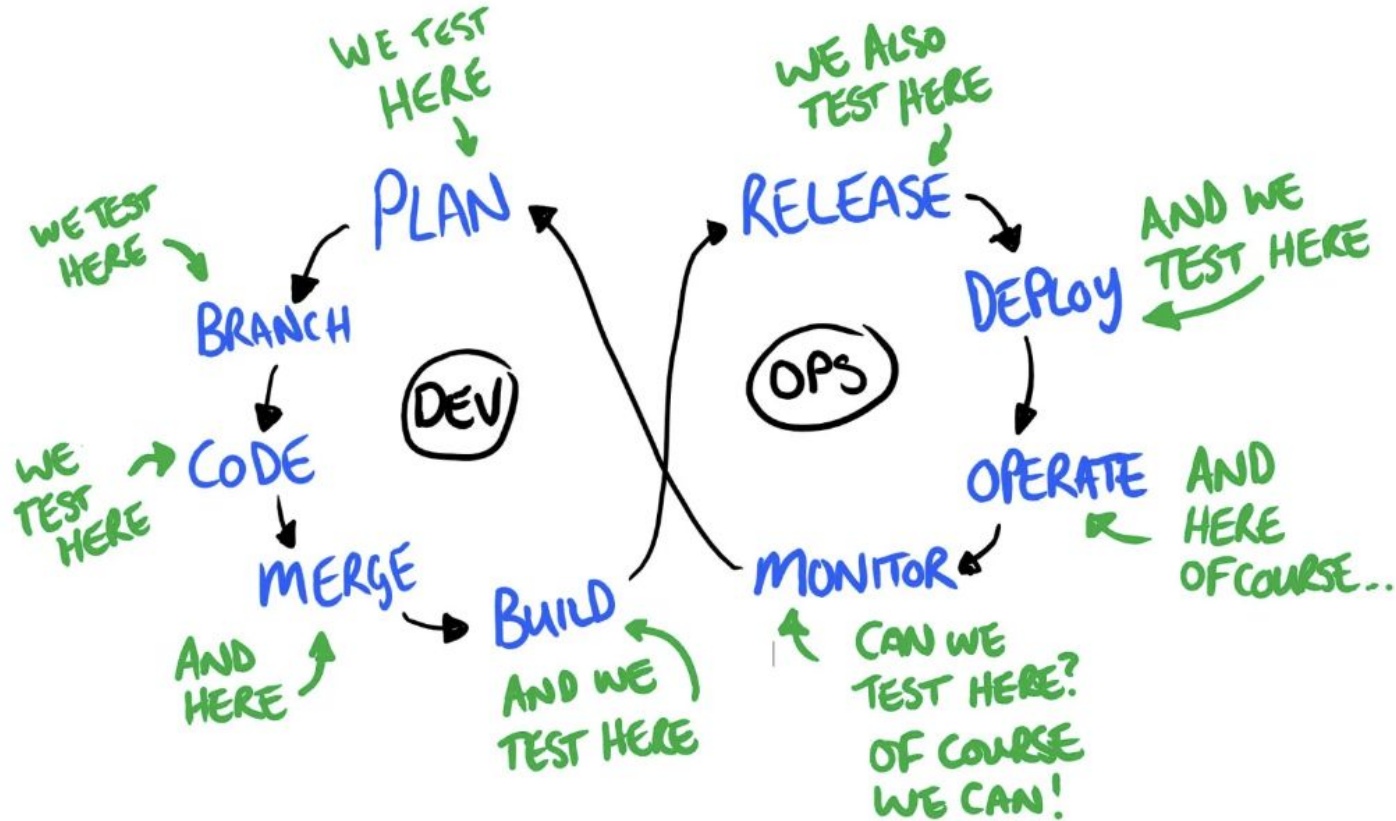 WE TEST
HERE
WE ALSO
TEST HERE
PLAN
RELEASE
WE TEST
HERE
AND WE
TEST HERE
BRANCH
DEPLOY
DEV
OPS
WE
TEST
HERE
CODE
OPERATE
AND
HERE
OF COURSE...
MERGE
BUILD
MONITOR
AND
HERE
AND WE
TEST HERE
CAN WE
TEST HERE?
OF COURSE
WE CAN!